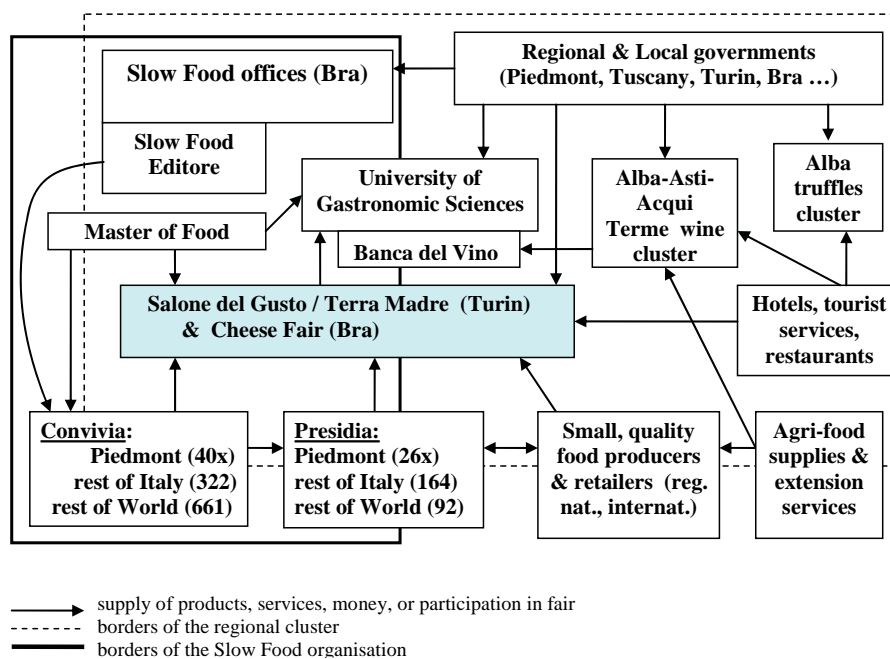 Slow Food offices (Bra)
Regional & Local governments
(Piedmont, Tuscany, Turin, Bra …)
Slow Food
Editore
University of
Gastronomic Sciences
Alba-Asti-
Acqui
Terme wine
cluster
Alba
truffles
cluster
Master of Food
Banca del Vino
Salone del Gusto / Terra Madre (Turin)
& Cheese Fair (Bra)
Hotels, tourist
services,
restaurants
Convivia:
Piedmont (40x)
rest of Italy (322)
rest of World (661)
Presidia:
Piedmont (26x)
rest of Italy (164)
rest of World (92)
Small, quality
food producers
& retailers (reg.
nat., internat.)
Agri-food
supplies &
extension
services
supply of products, services, money, or participation in fair
borders of the regional cluster
borders of the Slow Food organisation